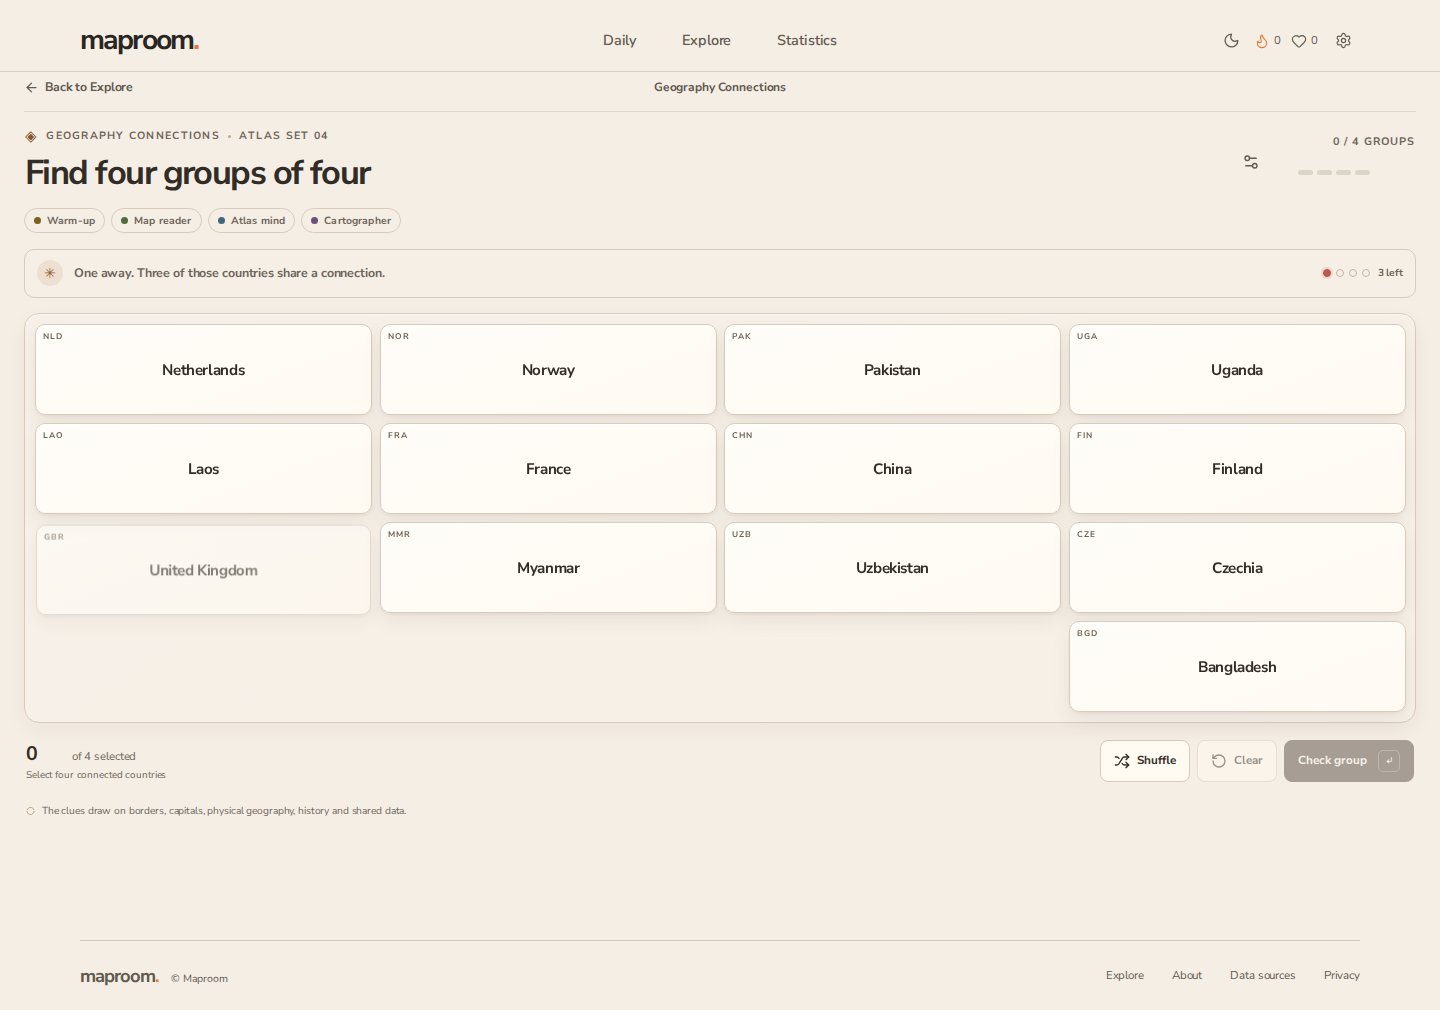 maproom.
Daily
Explore
Statistics
0
0
Back to Explore
Geography Connections
GEOGRAPHY CONNECTIONS • ATLAS SET 04
0 / 4 GROUPS
Find four groups of four
Warm-up
Map reader
Atlas mind
Cartographer
One away. Three of those countries share a connection.
3 left
NLD
Netherlands
NOR
Norway
PAK
Pakistan
UGA
Uganda
LAO
Laos
FRA
France
CHN
China
FIN
Finland
GBR
United Kingdom
MMR
Myanmar
UZB
Uzbekistan
CZE
Czechia
BGD
Bangladesh
0 of 4 selected
Select four connected countries
Shuffle
Clear
Check group
The clues draw on borders, capitals, physical geography, history and shared data.
maproom. © Maproom
Explore
About
Data sources
Privacy